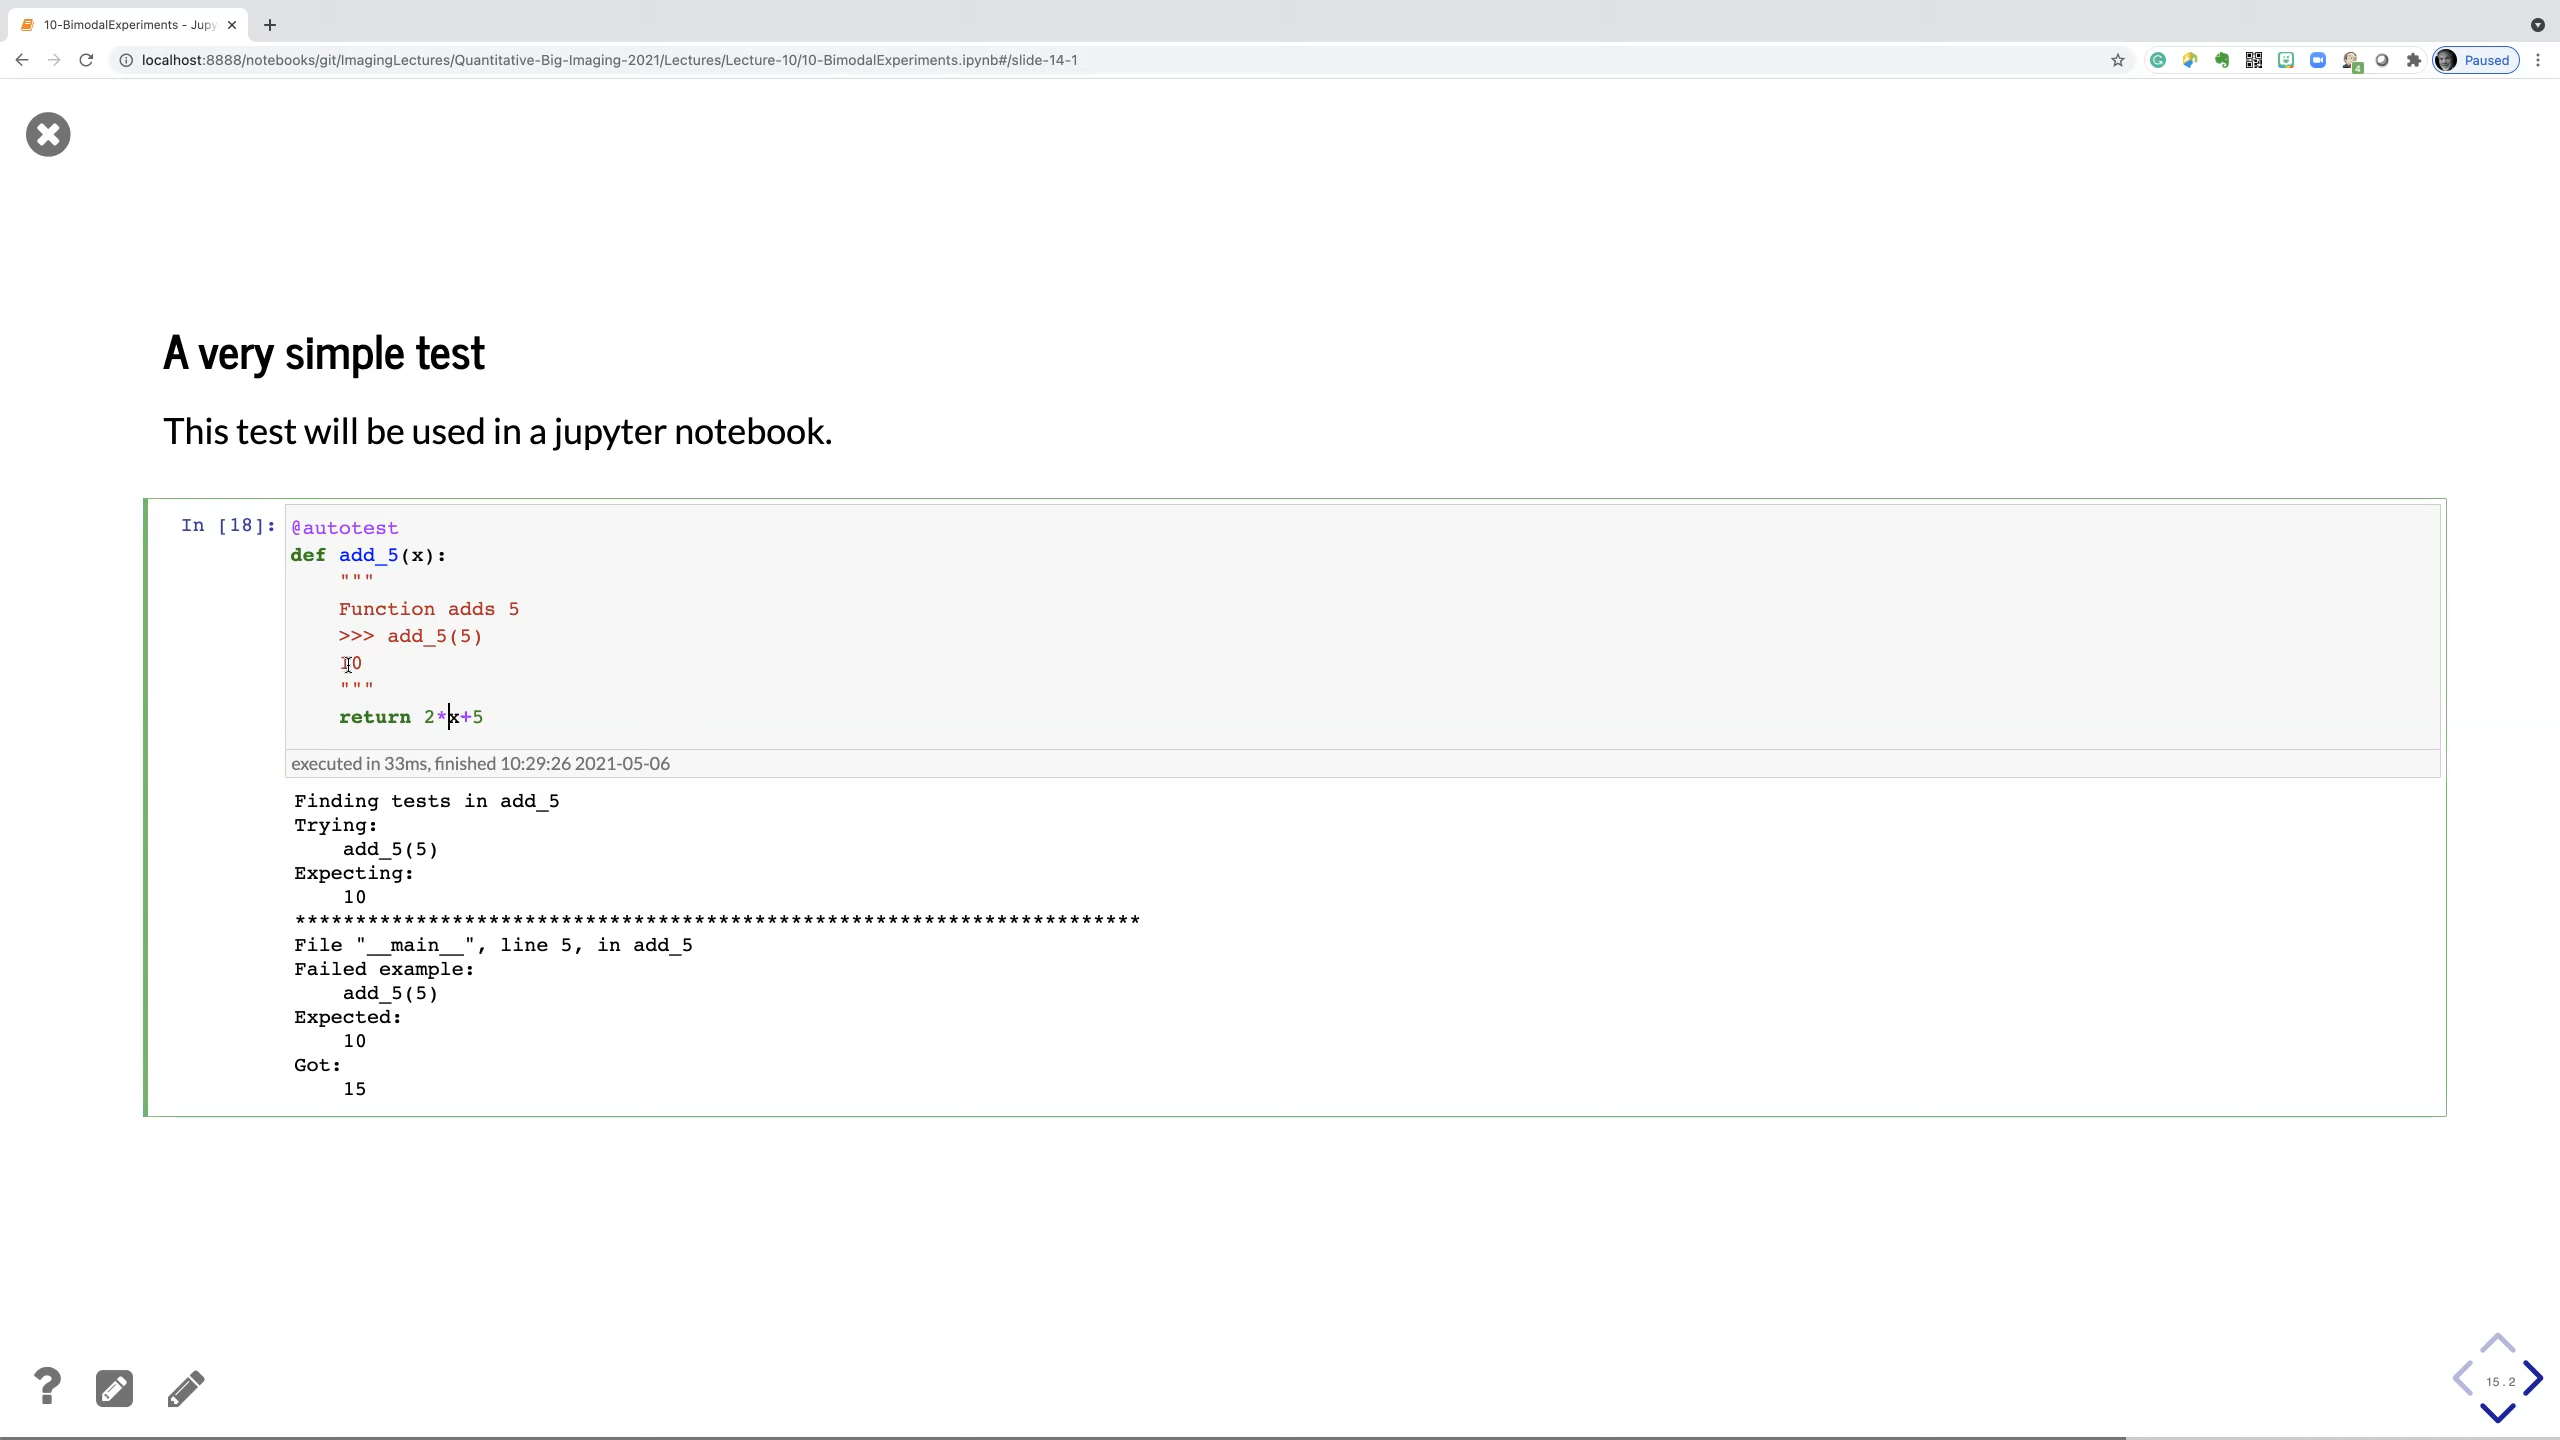 10-BimodalExperiments - Jupy
localhost:8888/notebooks/git/ImagingLectures/Quantitative-Big-Imaging-2021/Lectures/Lecture-10/10-BimodalExperiments.ipynb#/slide-14-1
4
Paused
A very simple test
This test will be used in a jupyter notebook.
In [18]:
@autotest
def add_5(x):
"""
Function adds 5
>>> add_5(5)
10
"""
return 2*x+5
executed in 33ms, finished 10:29:26 2021-05-06
Finding tests in add_5
Trying:
add_5(5)
Expecting:
10
**********************************************************************
File "__main__", line 5, in add_5
Failed example:
add_5(5)
Expected:
10
Got:
15
15.2